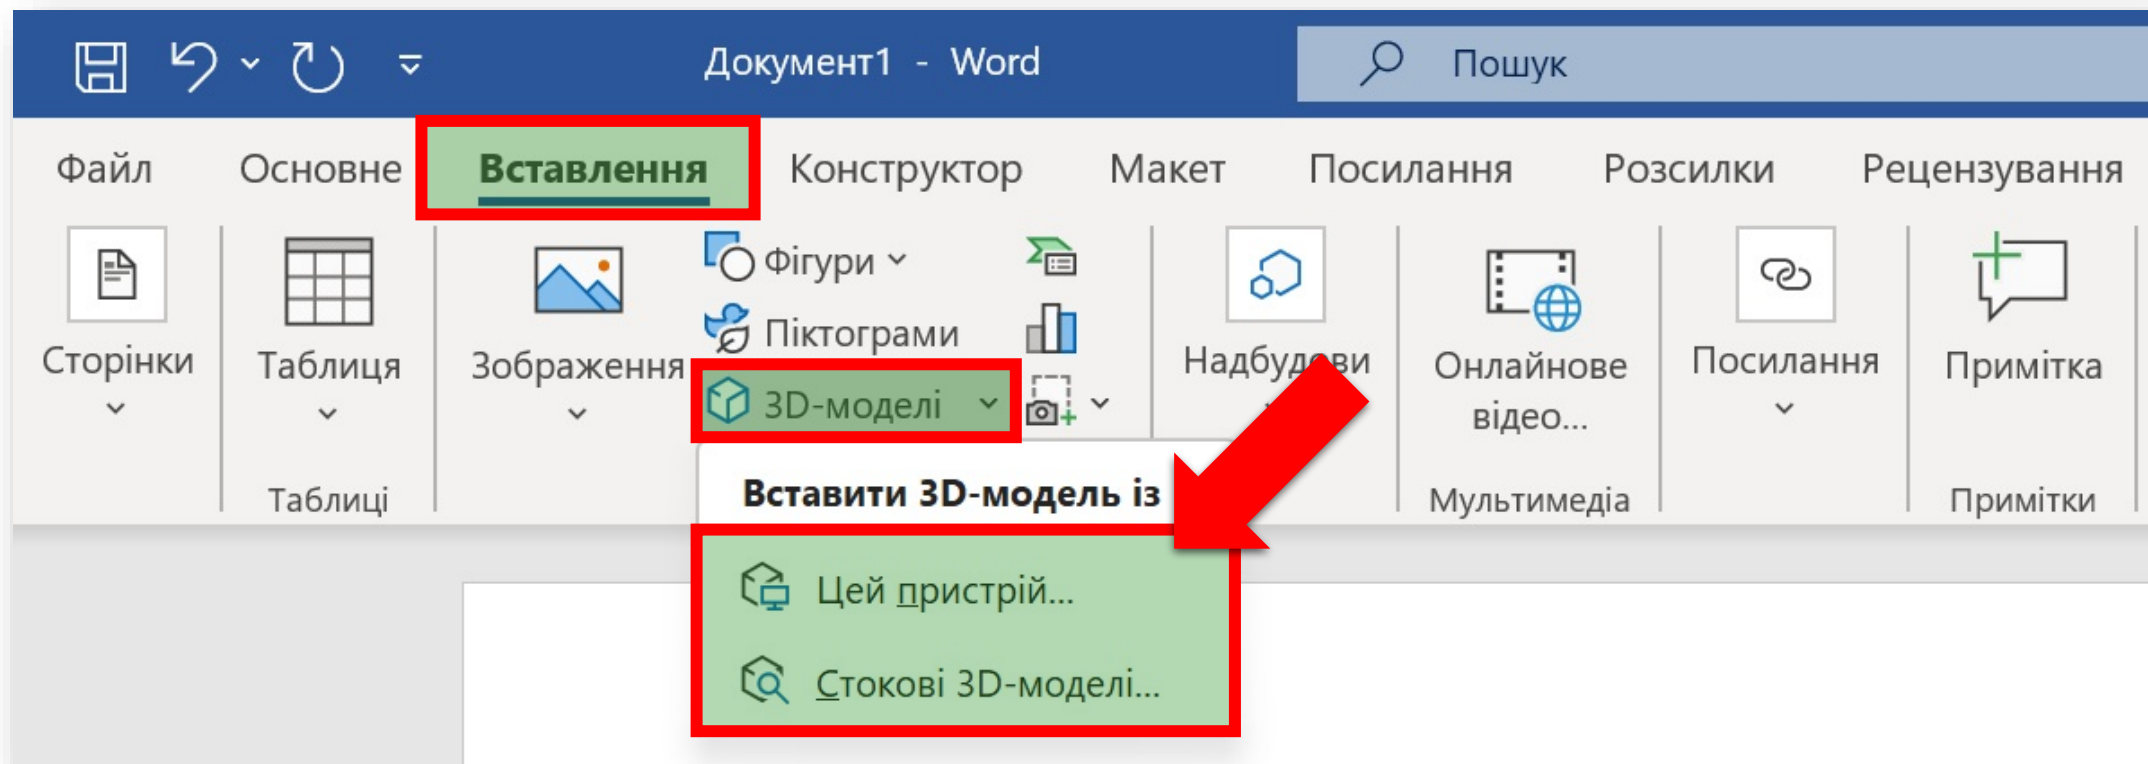 Документ1 - Word
Пошук
Файл Основне Вставлення Конструктор Макет Посилання Розсилки Рецензування
Сторінки
Таблиця
Таблиці
Зображення
Фігури
Піктограми
3D-моделі
Надбудови
Онлайнове
відео...
Мультимедіа
Посилання
Примітка
Примітки
Вставити 3D-модель із
Цей пристрій...
Стокові 3D-моделі...